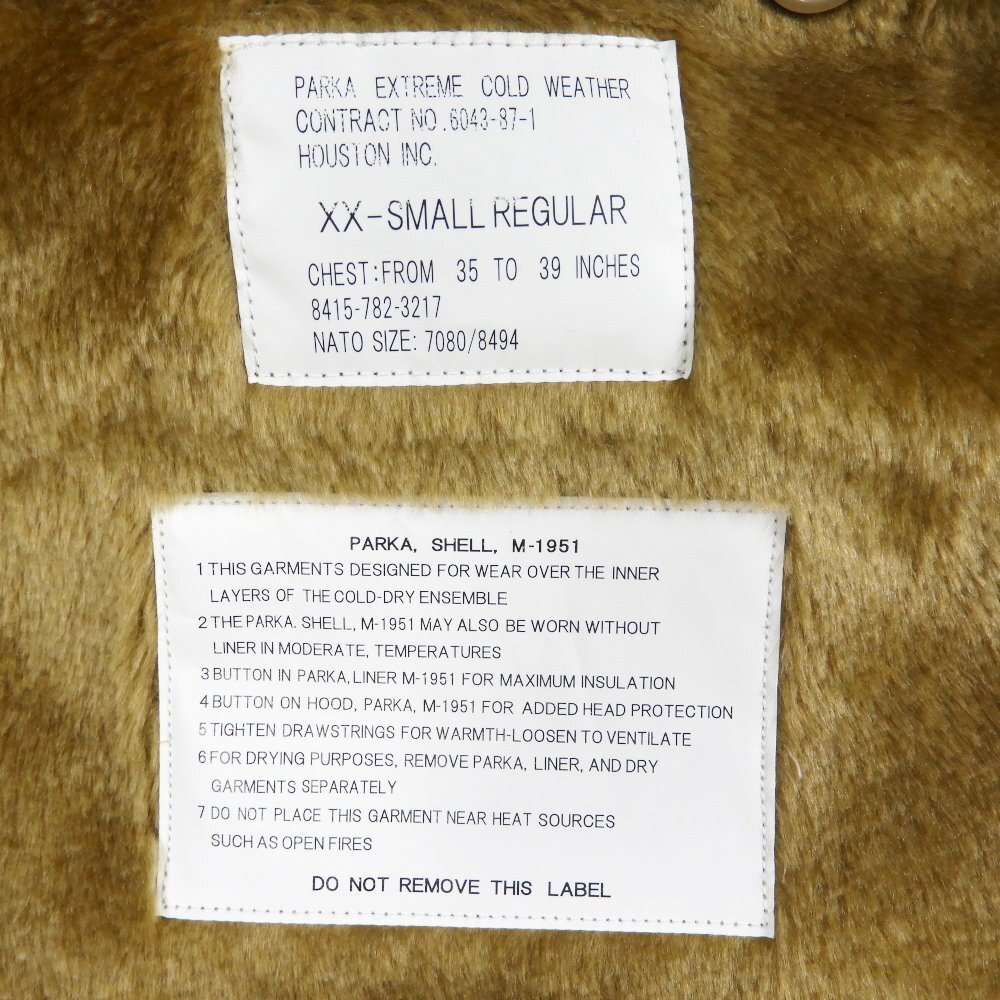 PARKA EXTREME COLD WEATHER
CONTRACT NO.6043-87-1
HOUSTON INC.
XX-SMALL REGULAR
CHEST:FROM 35 TO 39 INCHES
8415-782-3217
NATO SIZE: 7080/8494
PARKA, SHELL, M-1951
1 THIS GARMENTS DESIGNED FOR WEAR OVER THE INNER
LAYERS OF THE COLD-DRY ENSEMBLE
2 THE PARKA. SHELL, M-1951 MAY ALSO BE WORN WITHOUT
LINER IN MODERATE, TEMPERATURES
3 BUTTON IN PARKA, LINER M-1951 FOR MAXIMUM INSULATION
4 BUTTON ON HOOD, PARKA, M-1951 FOR ADDED HEAD PROTECTION
5 TIGHTEN DRAWSTRINGS FOR WARMTH-LOOSEN TO VENTILATE
6 FOR DRYING PURPOSES, REMOVE PARKA, LINER, AND DRY
GARMENTS SEPARATELY
7 DO NOT PLACE THIS GARMENT NEAR HEAT SOURCES
SUCH AS OPEN FIRES
DO NOT REMOVE THIS LABEL